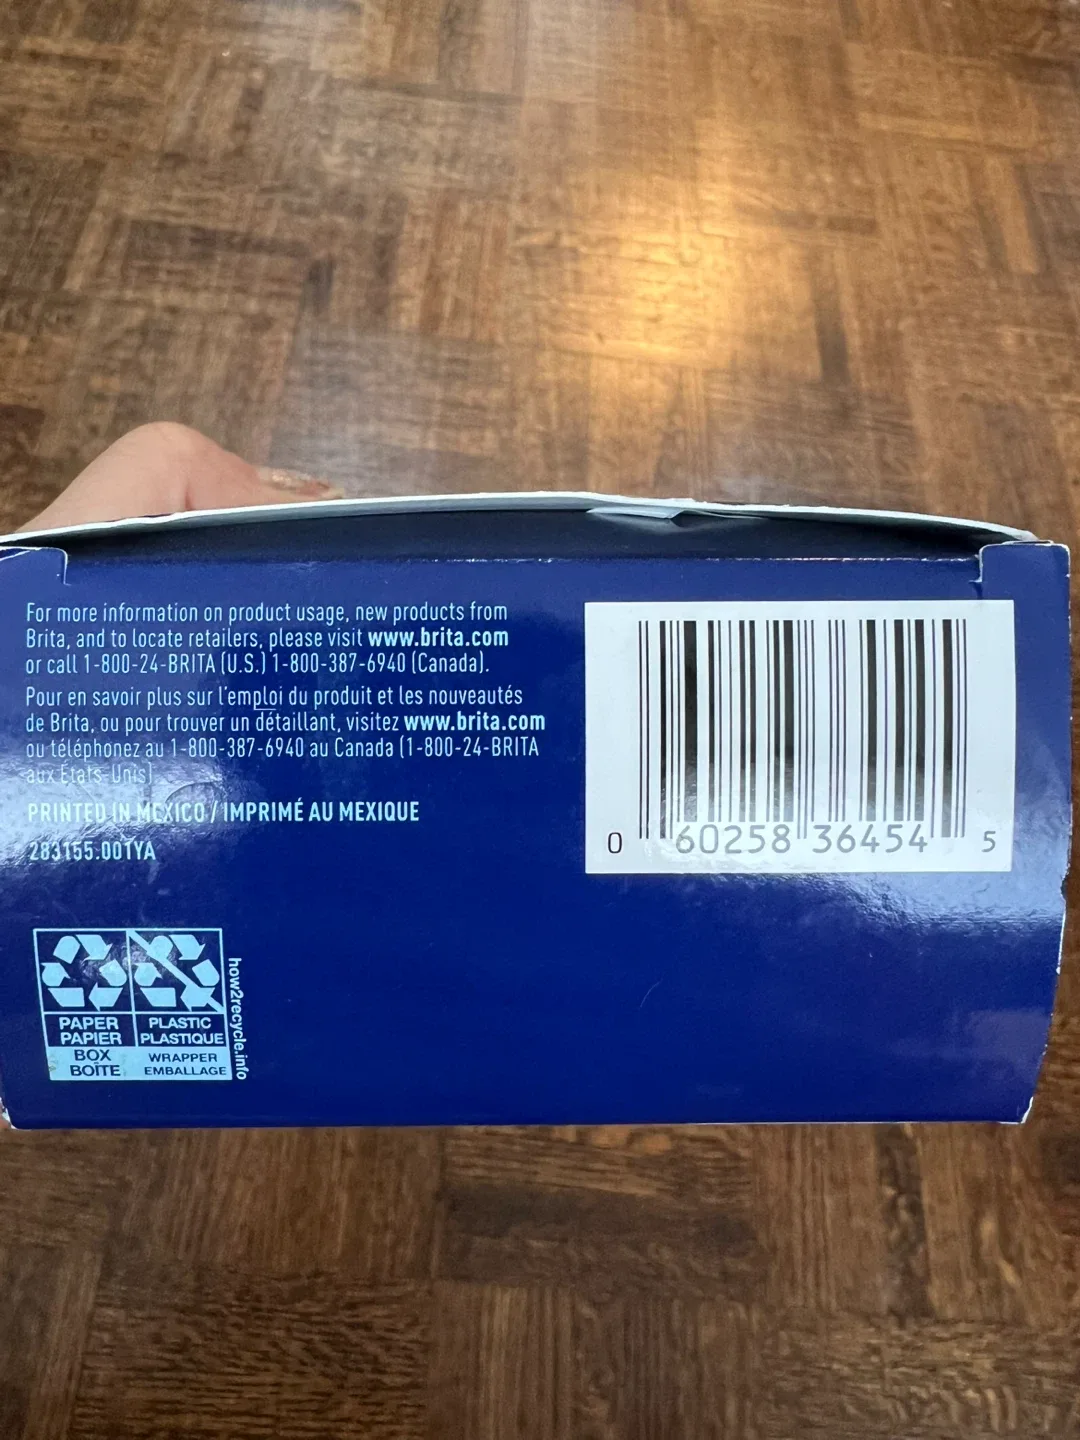 For more information on product usage, new products from
Brita, and to locate retailers, please visit www.brita.com
or call 1-800-24-BRITA (U.S.) 1-800-387-6940 (Canada).
Pour en savoir plus sur l'emploi du produit et les nouveautés
de Brita, ou pour trouver un détaillant, visitez www.brita.com
ou téléphonez au 1-800-387-6940 au Canada (1-800-24-BRITA
aux États-Unis)
PRINTED IN MEXICO / IMPRIMÉ AU MEXIQUE
283155.001YA
0 60258 36454 5
PAPER PLASTIC
PAPIER PLASTIQUE
BOX WRAPPER
BOÎTE EMBALLAGE
how2recycle.info